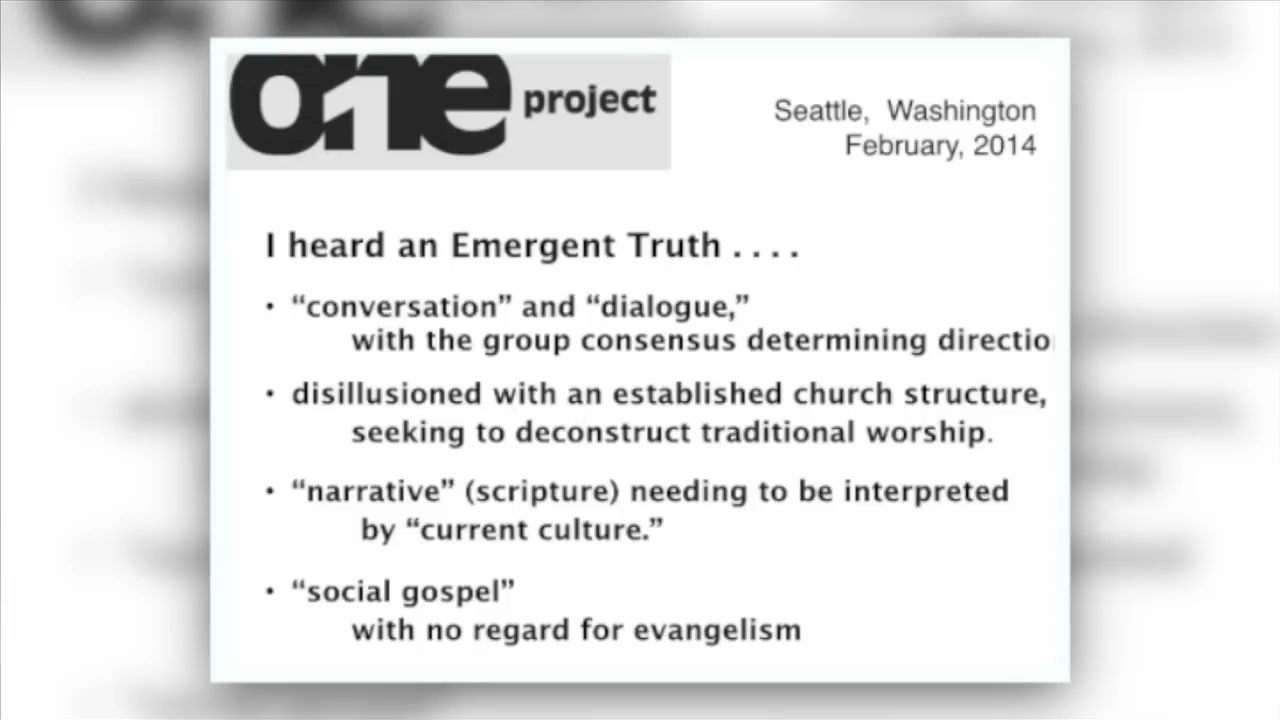 one project
Seattle, Washington
February, 2014
I heard an Emergent Truth . . . .
• “conversation” and “dialogue,”
with the group consensus determining directio
• disillusioned with an established church structure,
seeking to deconstruct traditional worship.
• “narrative” (scripture) needing to be interpreted
by “current culture.”
• “social gospel”
with no regard for evangelism